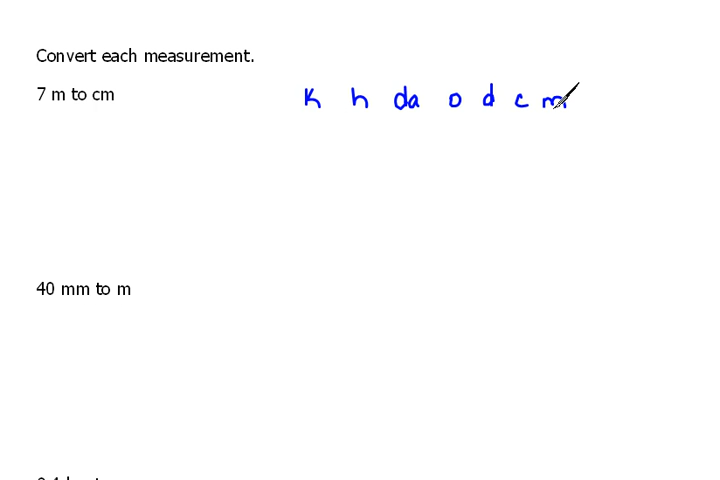 Convert each measurement.
7 m to cm K h da o d c m
40 mm to m